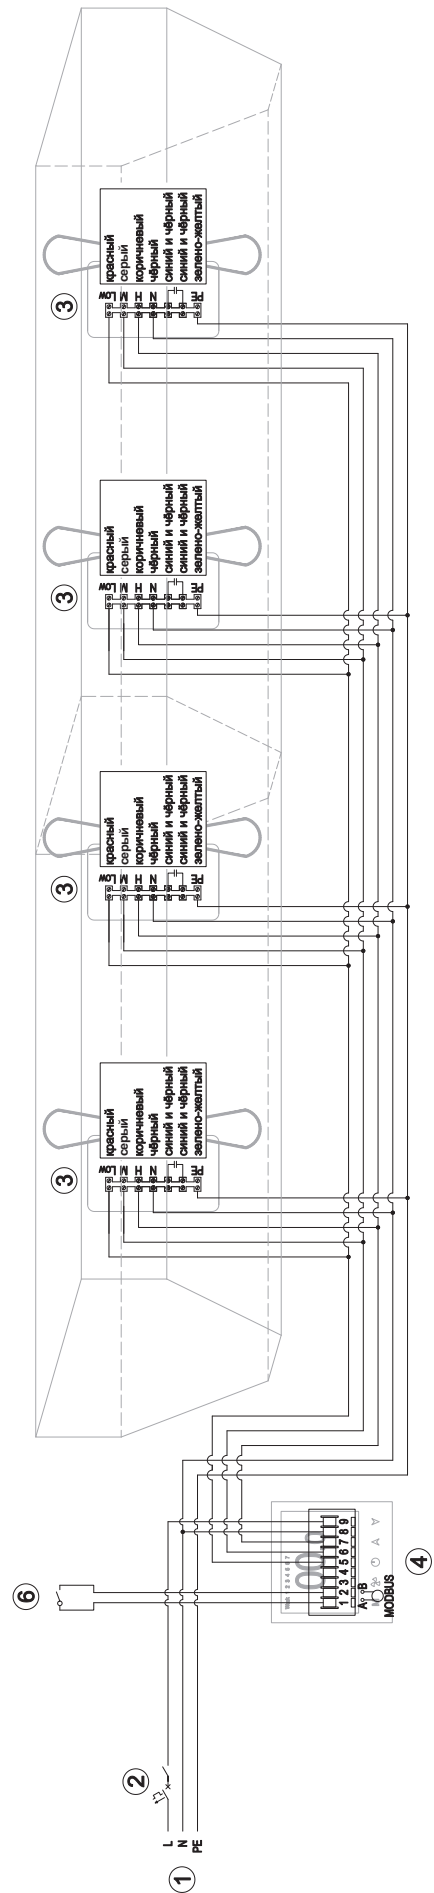 1
L
N
PE
2
6
1 2 3 4 5 6 7 8 9
A B
MODBUS
4
3
Low
M
H
N
PE
красный
серый
коричневый
чёрный
синий и чёрный
синий и чёрный
зелено-желтый
3
Low
M
H
N
PE
красный
серый
коричневый
чёрный
синий и чёрный
синий и чёрный
зелено-желтый
3
Low
M
H
N
PE
красный
серый
коричневый
чёрный
синий и чёрный
синий и чёрный
зелено-желтый
3
Low
M
H
N
PE
красный
серый
коричневый
чёрный
синий и чёрный
синий и чёрный
зелено-желтый